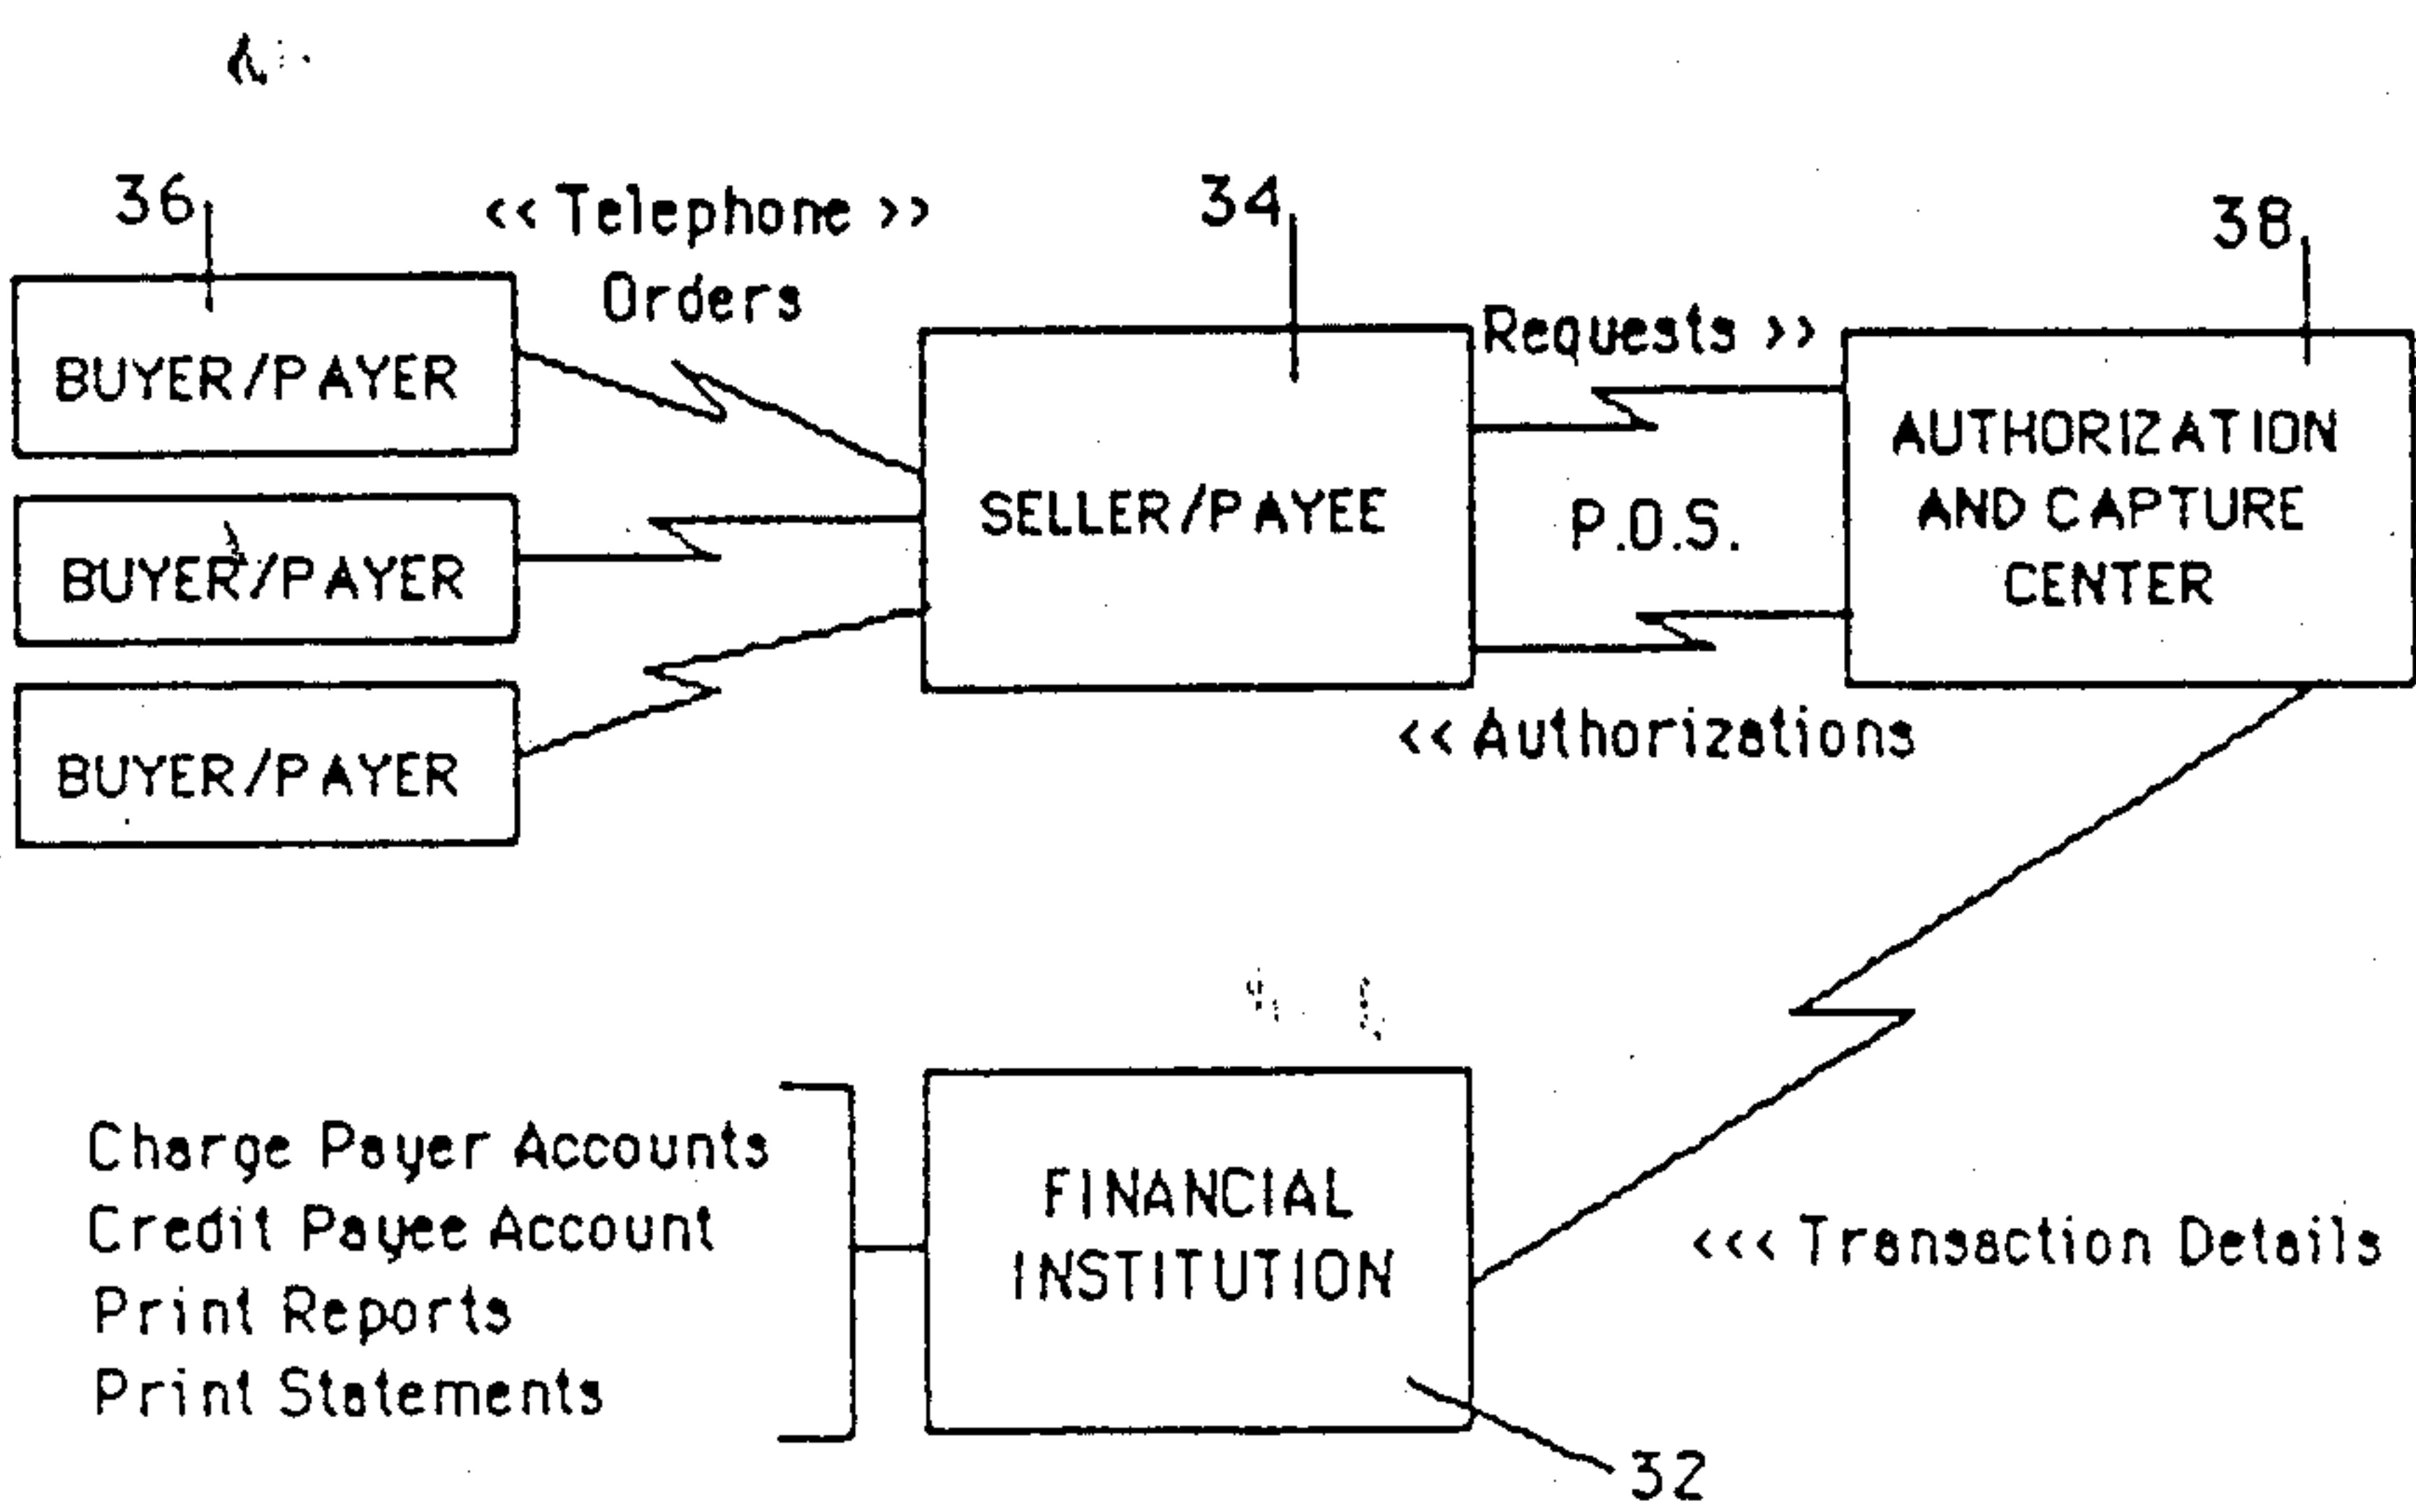 36
<< Telephone >>
Orders
34
38
BUYER/PAYER
BUYER/PAYER
BUYER/PAYER
SELLER/PAYEE
Requests >>
P.O.S.
<< Authorizations
AUTHORIZATION
AND CAPTURE
CENTER
Charge Payer Accounts
Credit Payee Account
Print Reports
Print Statements
FINANCIAL
INSTITUTION
<<< Transaction Details
32